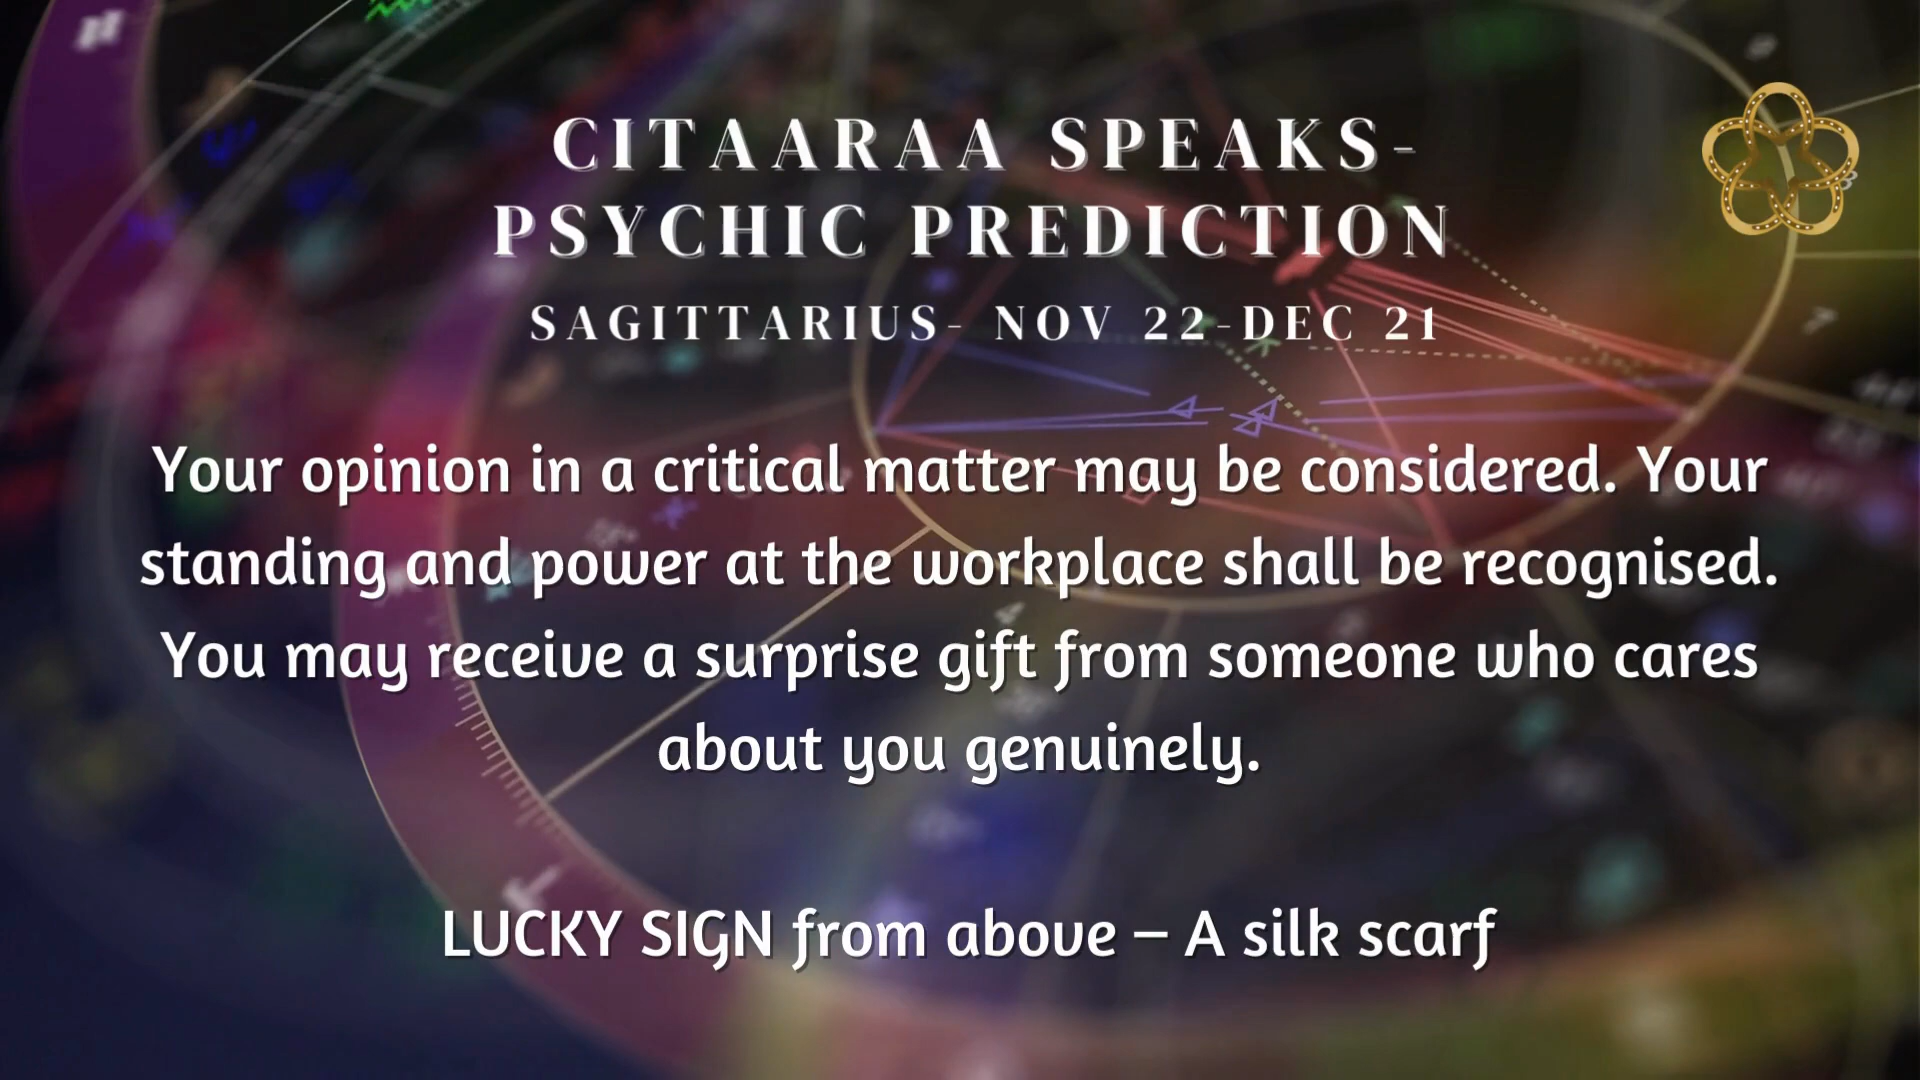 CITAARAA SPEAKS-
PSYCHIC PREDICTION
SAGITTARIUS- NOV 22-DEC 21
Your opinion in a critical matter may be considered. Your
standing and power at the workplace shall be recognised.
You may receive a surprise gift from someone who cares
about you genuinely.
LUCKY SIGN from above – A silk scarf